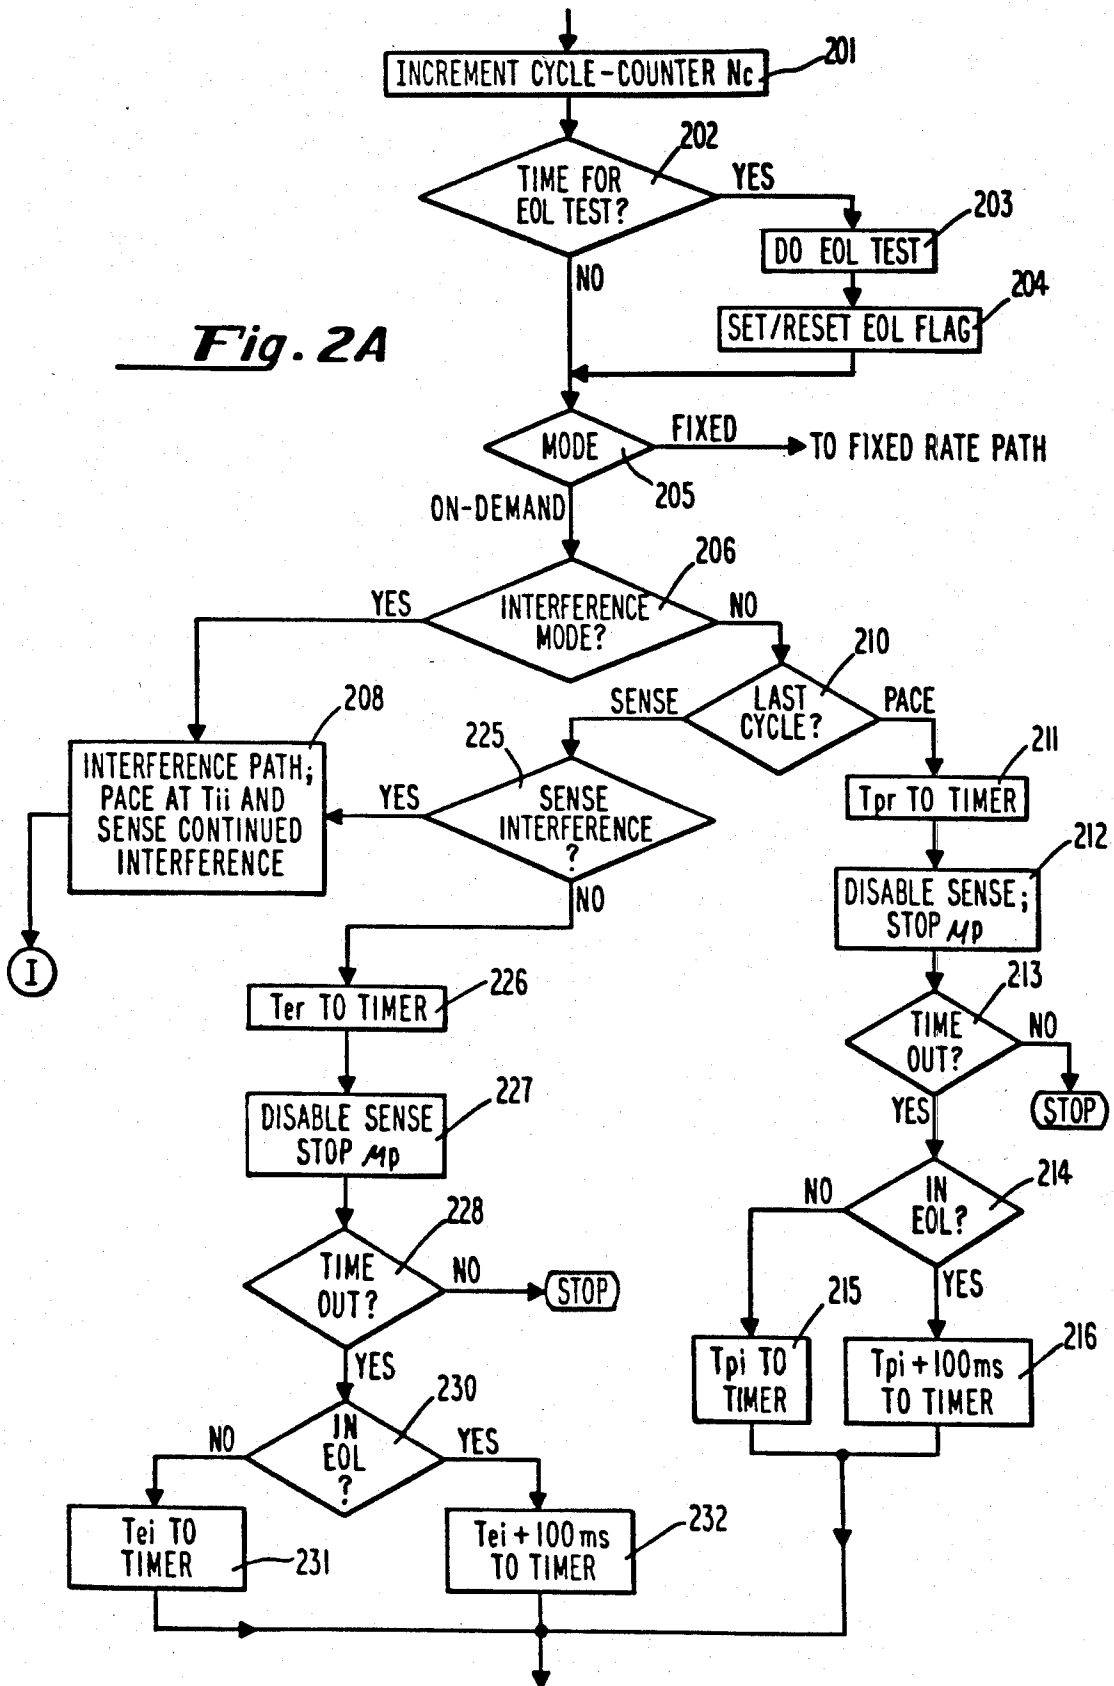 201
INCREMENT CYCLE-COUNTER Nc
202
TIME FOR
EOL TEST?
YES
203
DO EOL TEST
NO
204
SET/RESET EOL FLAG
Fig. 2A
MODE
FIXED
TO FIXED RATE PATH
205
ON-DEMAND
206
YES
INTERFERENCE
MODE?
NO
210
SENSE
LAST
CYCLE?
PACE
208
225
211
INTERFERENCE PATH;
PACE AT Tii AND
SENSE CONTINUED
INTERFERENCE
YES
SENSE
INTERFERENCE
?
Tpr TO TIMER
212
NO
DISABLE SENSE;
STOP μp
I
213
226
Ter TO TIMER
TIME
OUT?
NO
STOP
YES
227
DISABLE SENSE
STOP μp
214
NO
IN
EOL?
228
YES
TIME
OUT?
NO
STOP
215
216
YES
Tpi TO
TIMER
Tpi + 100ms
TO TIMER
230
NO
IN
EOL
?
YES
Tei TO
TIMER
231
Tei + 100 ms
TO TIMER
232